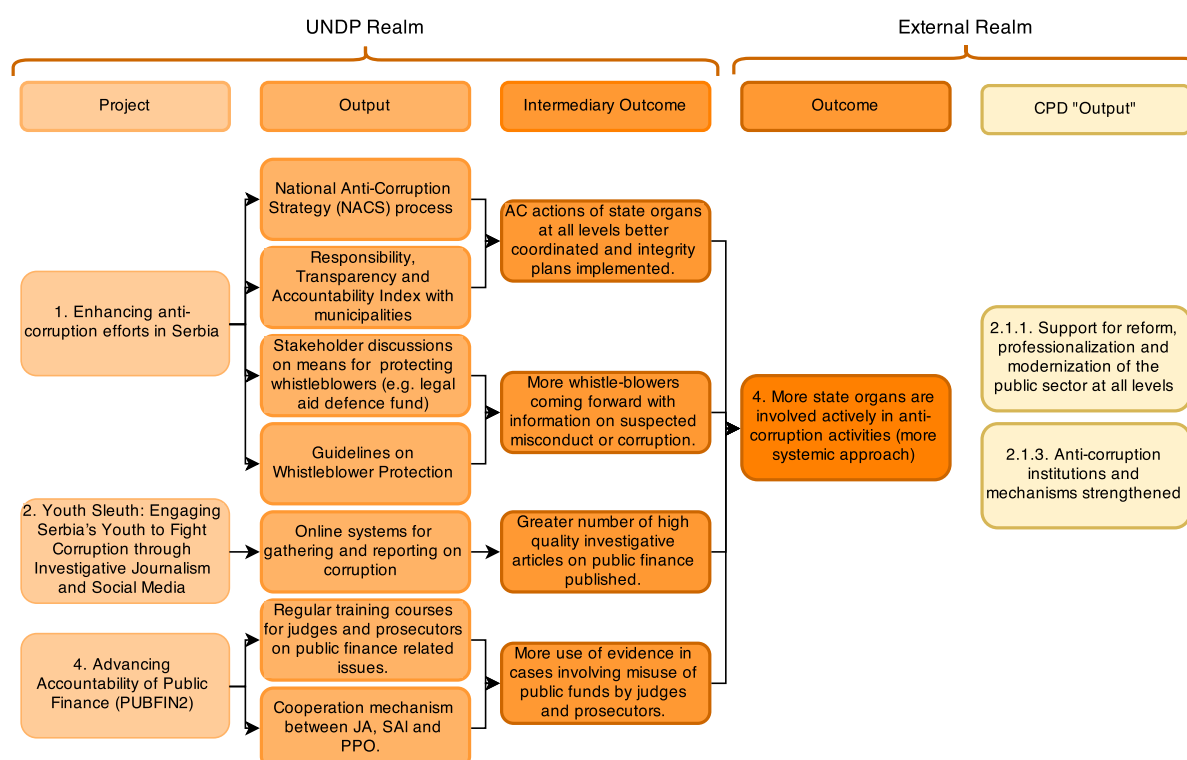 UNDP Realm
External Realm
Project
Output
Intermediary Outcome
Outcome
CPD "Output"
1. Enhancing anti-
corruption efforts in Serbia
National Anti-Corruption
Strategy (NACS) process
Responsibility,
Transparency and
Accountability Index with
municipalities
Stakeholder discussions
on means for protecting
whistleblowers (e.g. legal
aid defence fund)
Guidelines on
Whistleblower Protection
AC actions of state organs
at all levels better
coordinated and integrity
plans implemented.
More whistle-blowers
coming forward with
information on suspected
misconduct or corruption.
2. Youth Sleuth: Engaging
Serbia's Youth to Fight
Corruption through
Investigative Journalism
and Social Media
Online systems for
gathering and reporting on
corruption
Greater number of high
quality investigative
articles on public finance
published.
4. Advancing
Accountability of Public
Finance (PUBFIN2)
Regular training courses
for judges and prosecutors
on public finance related
issues.
Cooperation mechanism
between JA, SAI and
PPO.
More use of evidence in
cases involving misuse of
public funds by judges
and prosecutors.
4. More state organs are
involved actively in anti-
corruption activities (more
systemic approach)
2.1.1. Support for reform,
professionalization and
modernization of the
public sector at all levels
2.1.3. Anti-corruption
institutions and
mechanisms strengthened